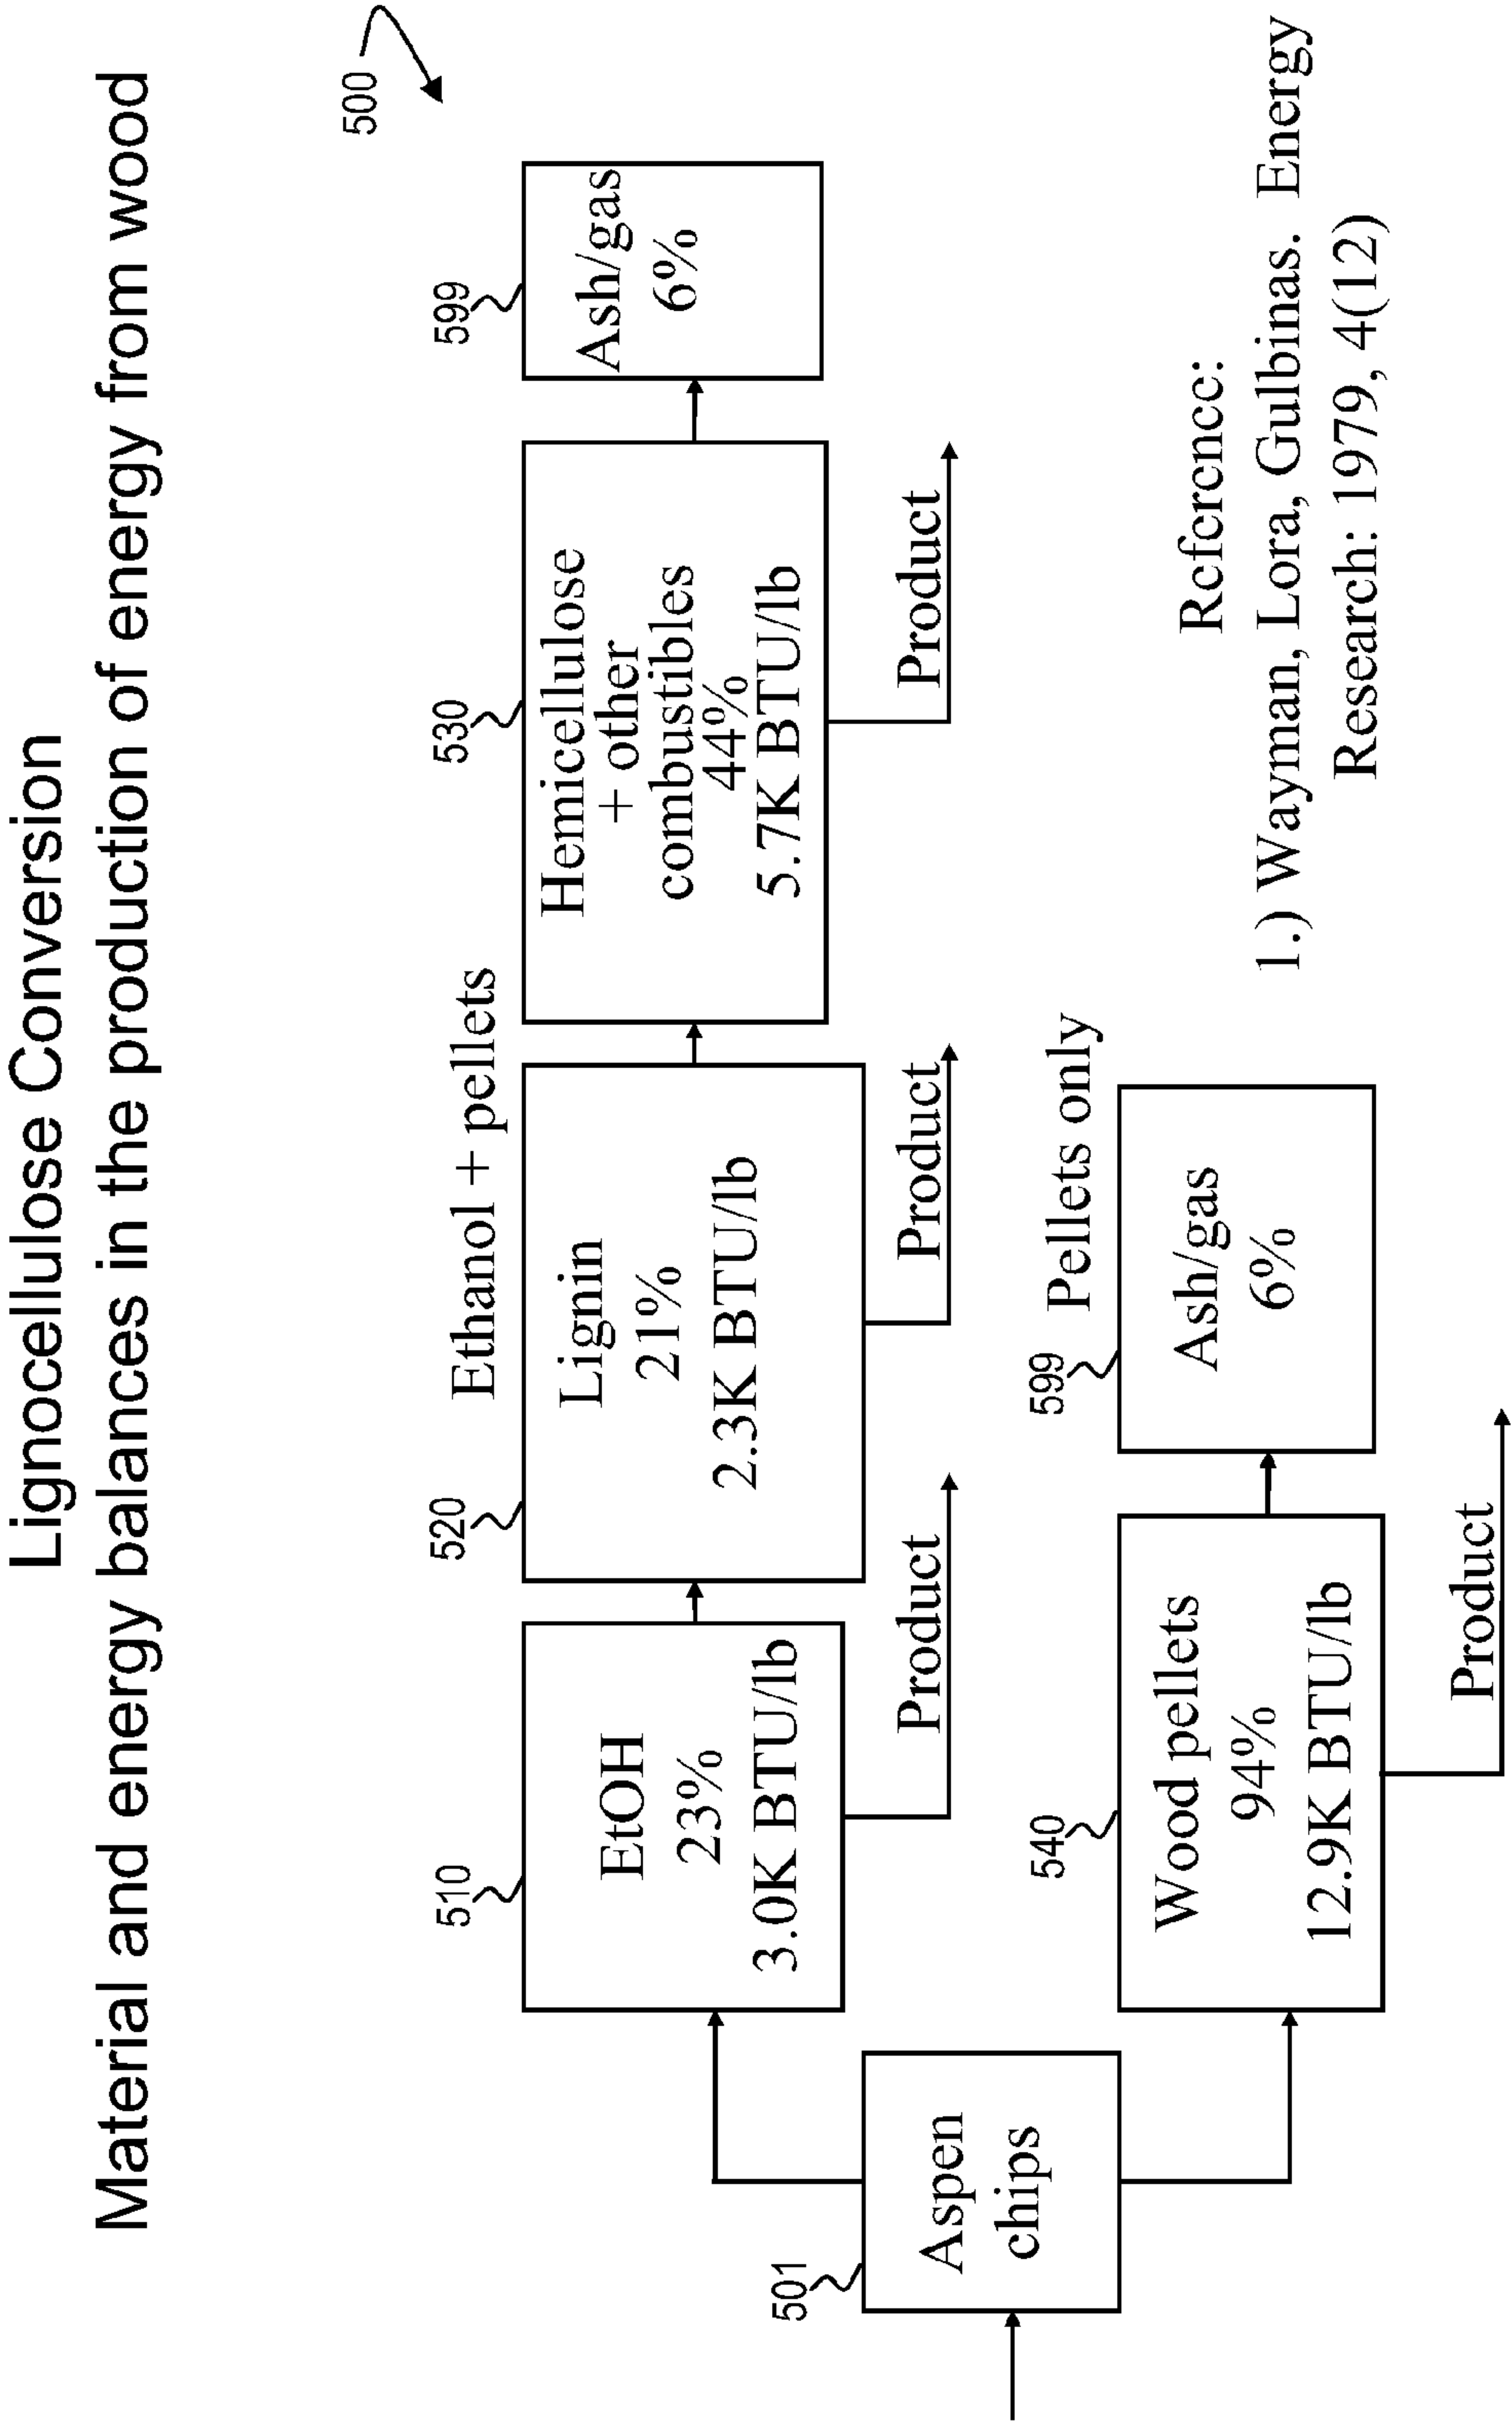 Lignocellulose Conversion
Material and energy balances in the production of energy from wood
500
Ethanol + pellets
510
EtOH
23%
3.0K BTU/lb
Product
520
Lignin
21%
2.3K BTU/lb
Product
530
Hemicellulose
+ other
combustibles
44%
5.7K BTU/lb
Product
599
Ash/gas
6%
501
Aspen
chips
Pellets only
540
Wood pellets
94%
12.9K BTU/lb
Product
599
Ash/gas
6%
Reference:
1.) Wayman, Lora, Gulbinas. Energy
Research: 1979, 4(12)